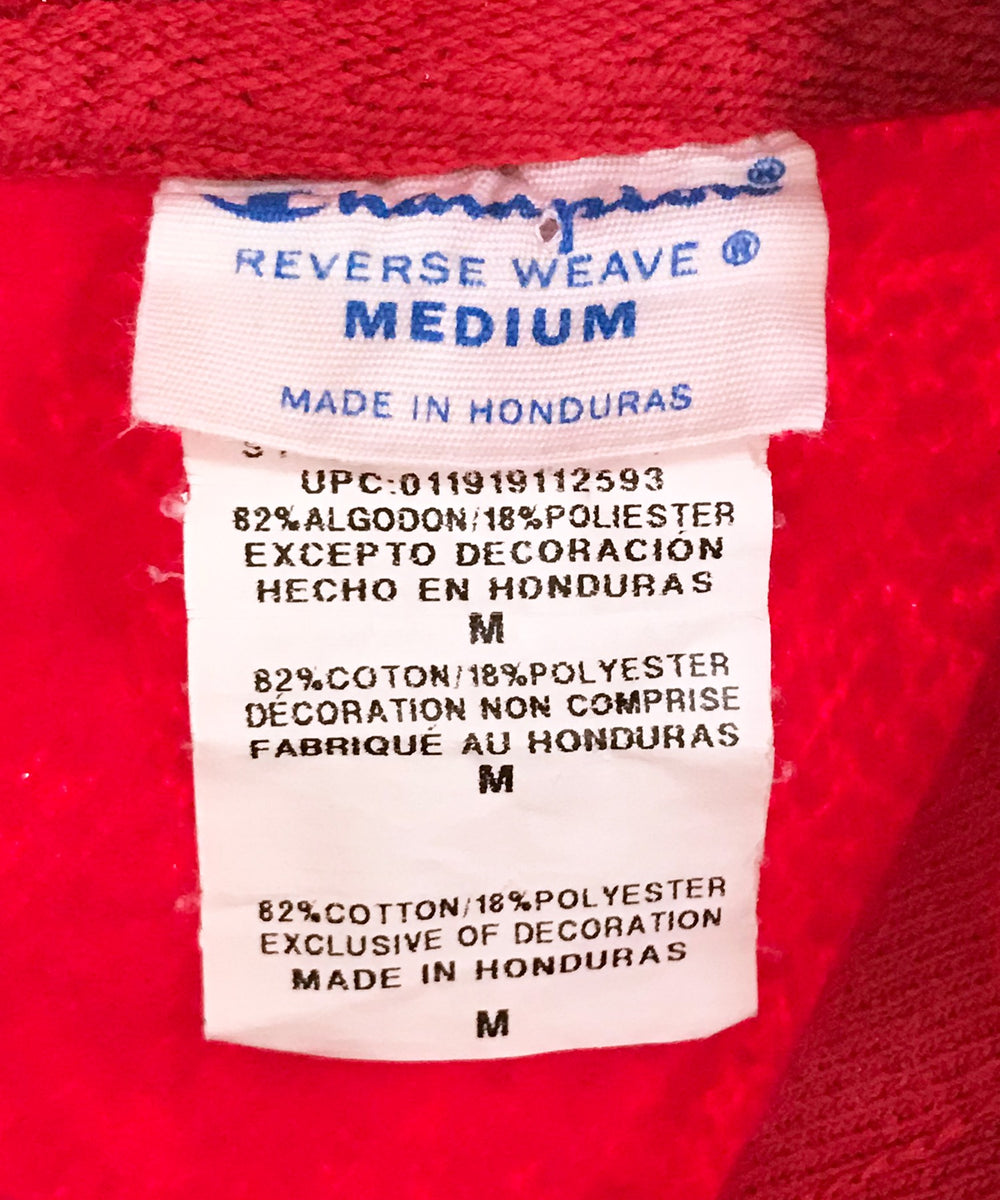 Champion®
REVERSE WEAVE ®
MEDIUM
MADE IN HONDURAS
UPC:011919112593
82%ALGODON/18%POLIESTER
EXCEPTO DECORACIÓN
HECHO EN HONDURAS
M
82%COTON/18%POLYESTER
DÉCORATION NON COMPRISE
FABRIQUÉ AU HONDURAS
M
82%COTTON/18%POLYESTER
EXCLUSIVE OF DECORATION
MADE IN HONDURAS
M